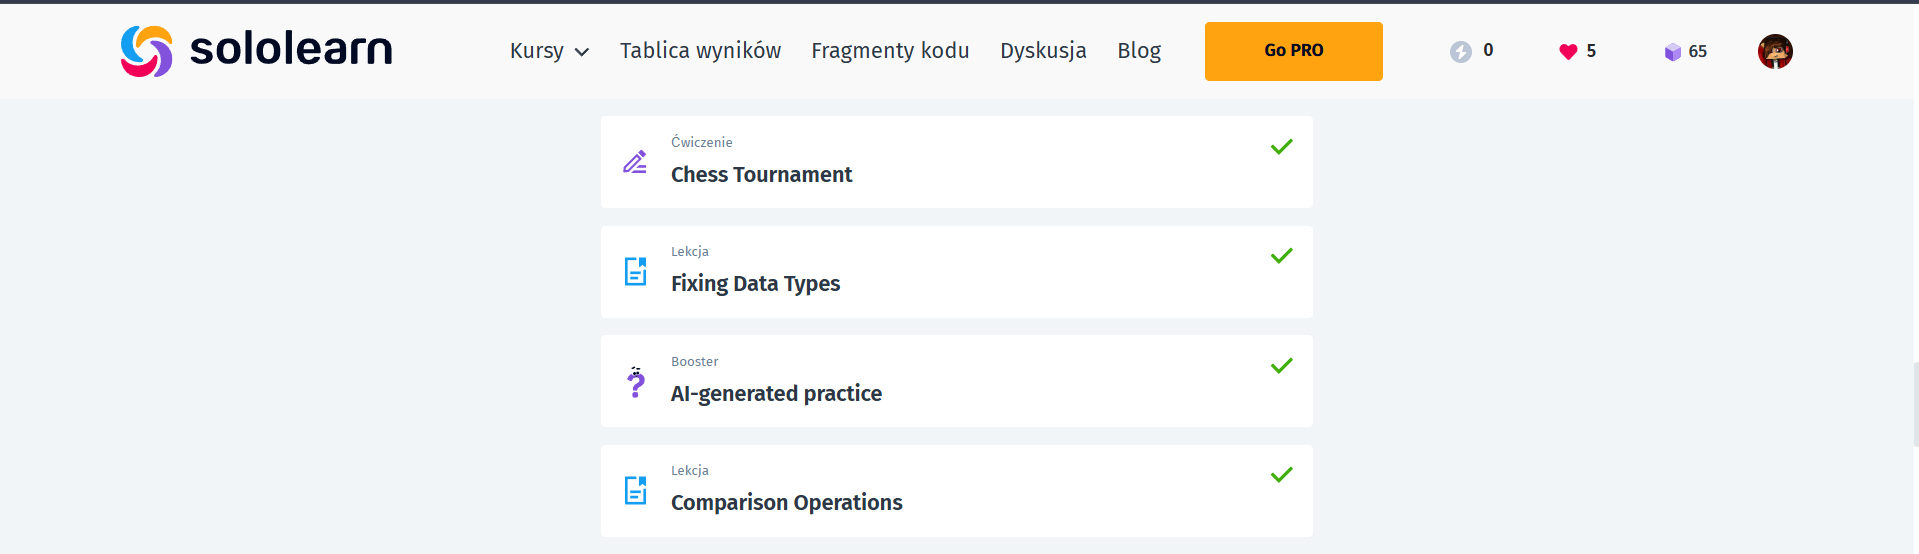 sololearn
Kursy Tablica wyników Fragmenty kodu Dyskusja Blog Go PRO 0 5 65
Ćwiczenie
Chess Tournament
Lekcja
Fixing Data Types
Booster
AI-generated practice
Lekcja
Comparison Operations